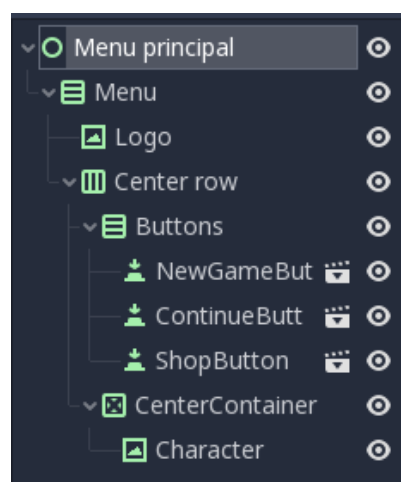 Menu principal
Menu
Logo
Center row
Buttons
NewGameBut
ContinueButt
ShopButton
CenterContainer
Character